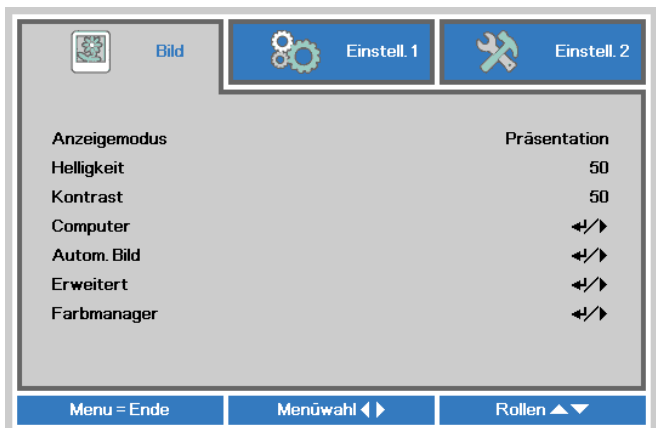 Bild Einstell. 1 Einstell. 2
Anzeigemodus Präsentation
Helligkeit 50
Kontrast 50
Computer ↵/▶
Autom. Bild ↵/▶
Erweitert ↵/▶
Farbmanager ↵/▶
Menu = Ende Menüwahl ◀ ▶ Rollen ▲▼